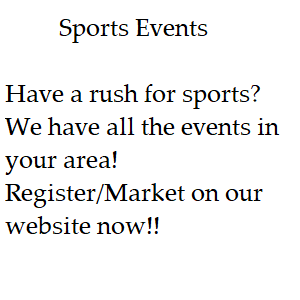 Sports Events
Have a rush for sports?
We have all the events in
your area!
Register/Market on our
website now!!